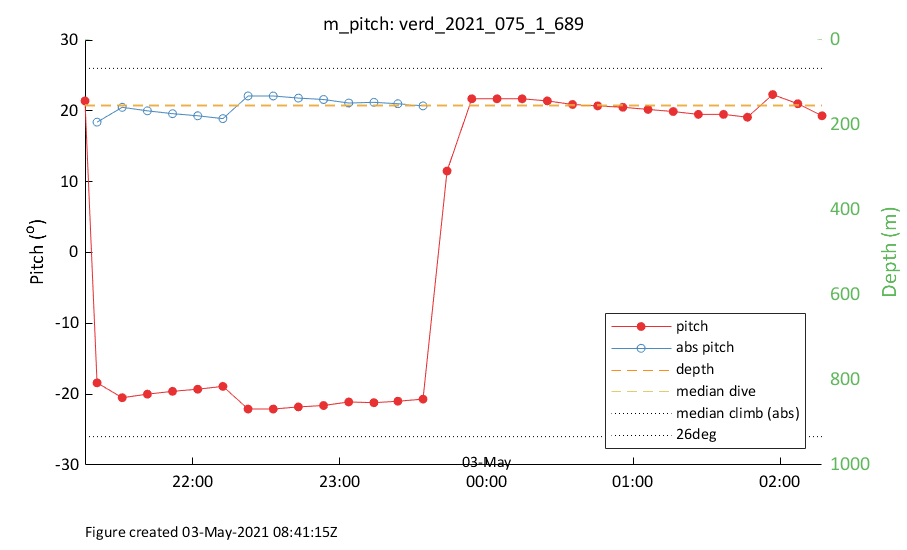 m_pitch: verd_2021_075_1_689
30
20
10
0
-10
-20
-30
Pitch (⁰)
0
200
400
600
800
1000
Depth (m)
pitch
abs pitch
depth
median dive
median climb (abs)
26deg
03-May
22:00
23:00
00:00
01:00
02:00
Figure created 03-May-2021 08:41:15Z